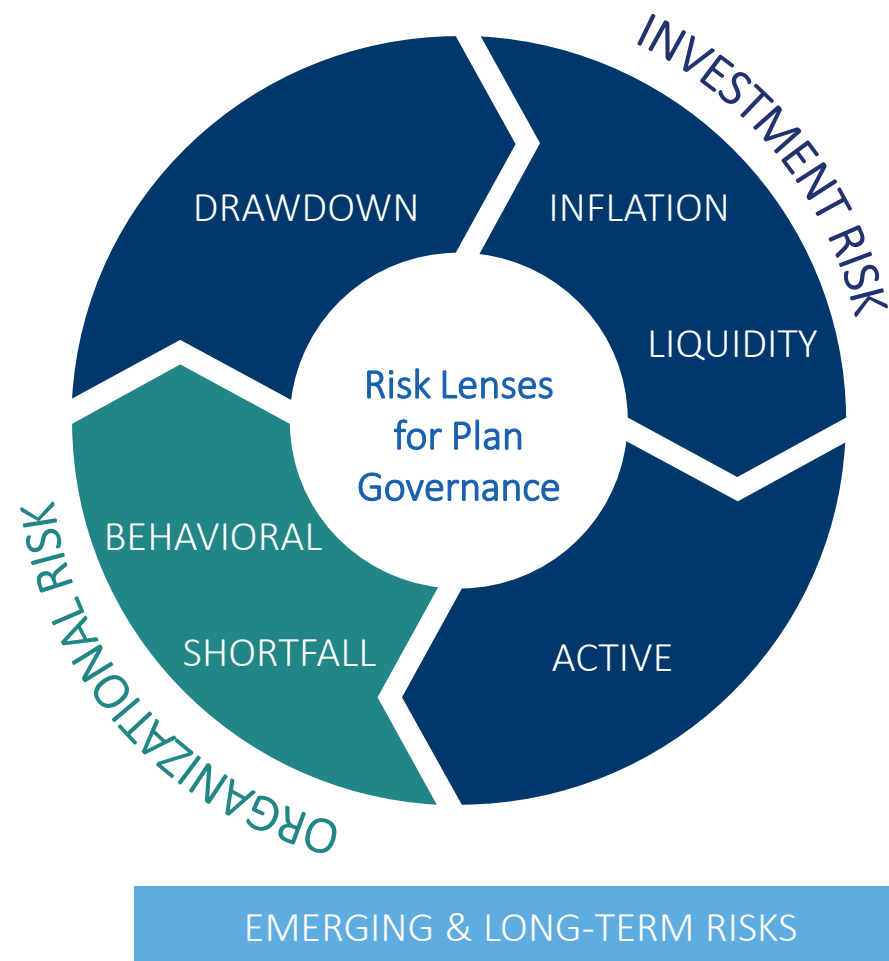 INVESTMENT RISK
DRAWDOWN
INFLATION
LIQUIDITY
Risk Lenses
for Plan
Governance
BEHAVIORAL
SHORTFALL
ACTIVE
ORGANIZATIONAL RISK
EMERGING & LONG-TERM RISKS